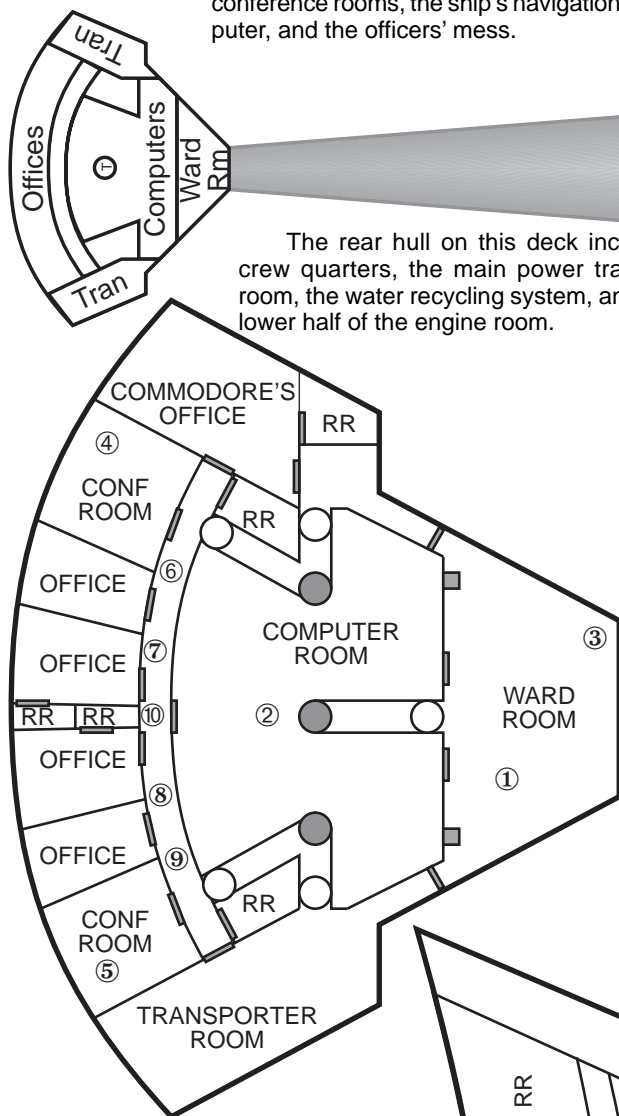 conference rooms, the ship's navigation
puter, and the officers' mess.
Tran
Offices
Computers
Ward
Rm
T
Tran
The rear hull on this deck inc
crew quarters, the main power tra
room, the water recycling system, an
lower half of the engine room.
COMMODORE'S
OFFICE
RR
④
CONF
ROOM
RR
⑥
OFFICE
COMPUTER
ROOM
③
⑦
OFFICE
WARD
ROOM
RR
RR
⑩
②
OFFICE
①
⑧
OFFICE
⑨
RR
CONF
ROOM
⑤
TRANSPORTER
ROOM
RR